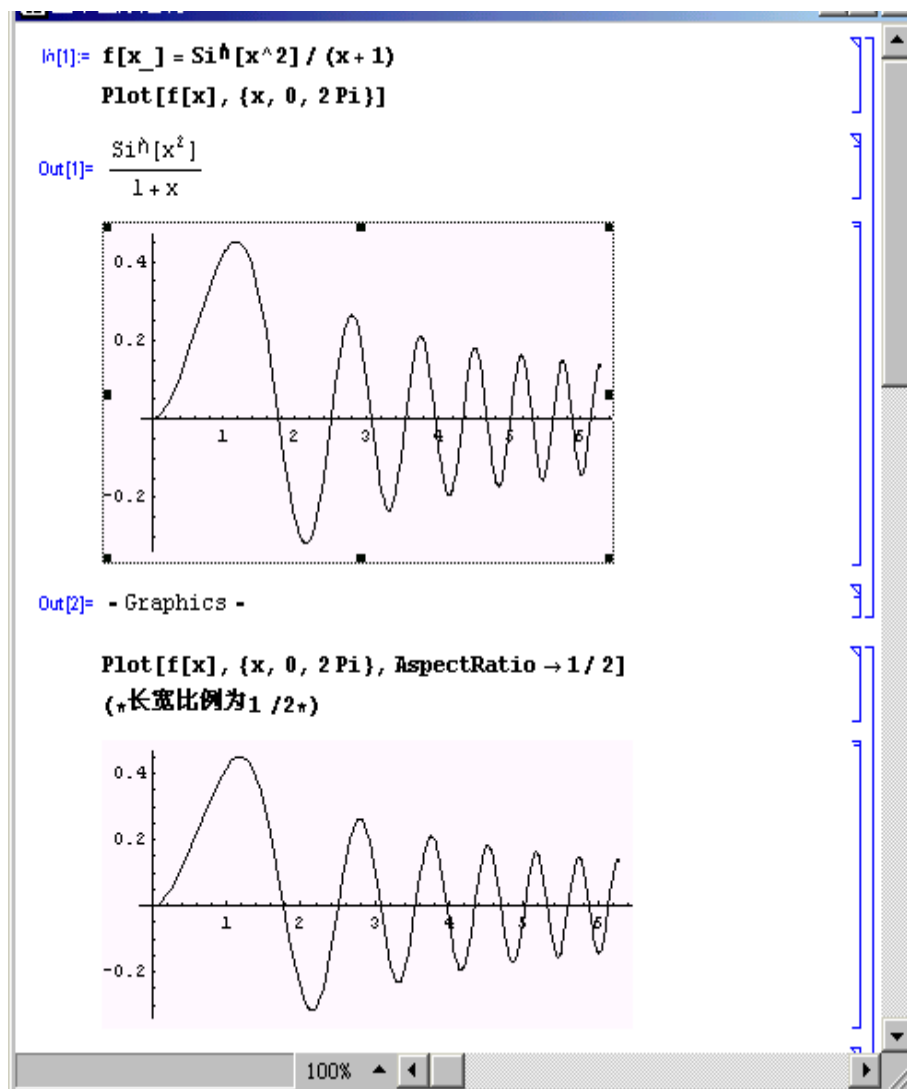 In[1]:= f[x_] = Sin[x^2] / (x + 1)
Plot[f[x], {x, 0, 2 Pi}]
Out[1]= Sin[x²]
1 + x
0.4
0.2
1 2 3 4 5 6
-0.2
Out[2]= - Graphics -
Plot[f[x], {x, 0, 2 Pi}, AspectRatio → 1 / 2]
(*长宽比例为1 /2*)
0.4
0.2
1 2 3 4 5 6
-0.2
100%